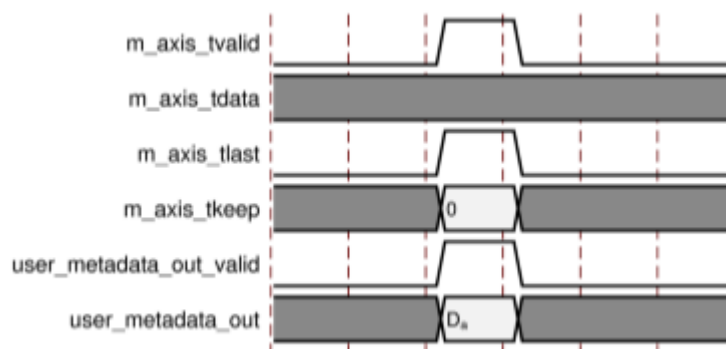 m_axis_tvalid
m_axis_tdata
m_axis_tlast
m_axis_tkeep 0
user_metadata_out_valid
user_metadata_out Da